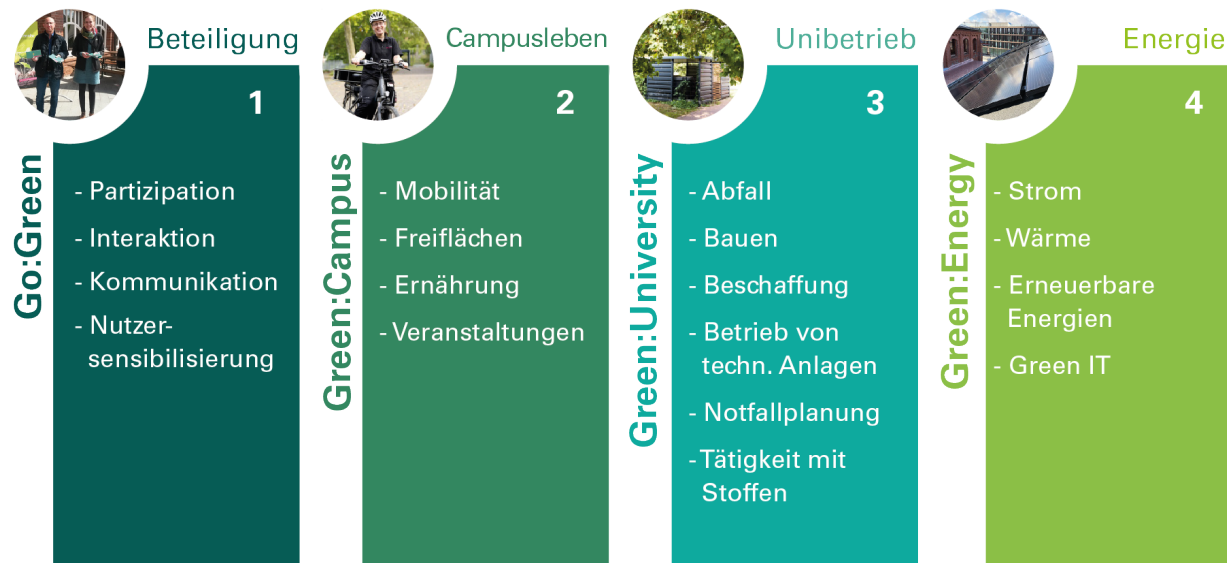 Beteiligung
1
Go:Green
- Partizipation
- Interaktion
- Kommunikation
- Nutzer-
sensibilisierung
Campusleben
2
Green:Campus
- Mobilität
- Freiflächen
- Ernährung
- Veranstaltungen
Unibetrieb
3
Green:University
- Abfall
- Bauen
- Beschaffung
- Betrieb von
techn. Anlagen
- Notfallplanung
- Tätigkeit mit
Stoffen
Energie
4
Green:Energy
- Strom
- Wärme
- Erneuerbare
Energien
- Green IT